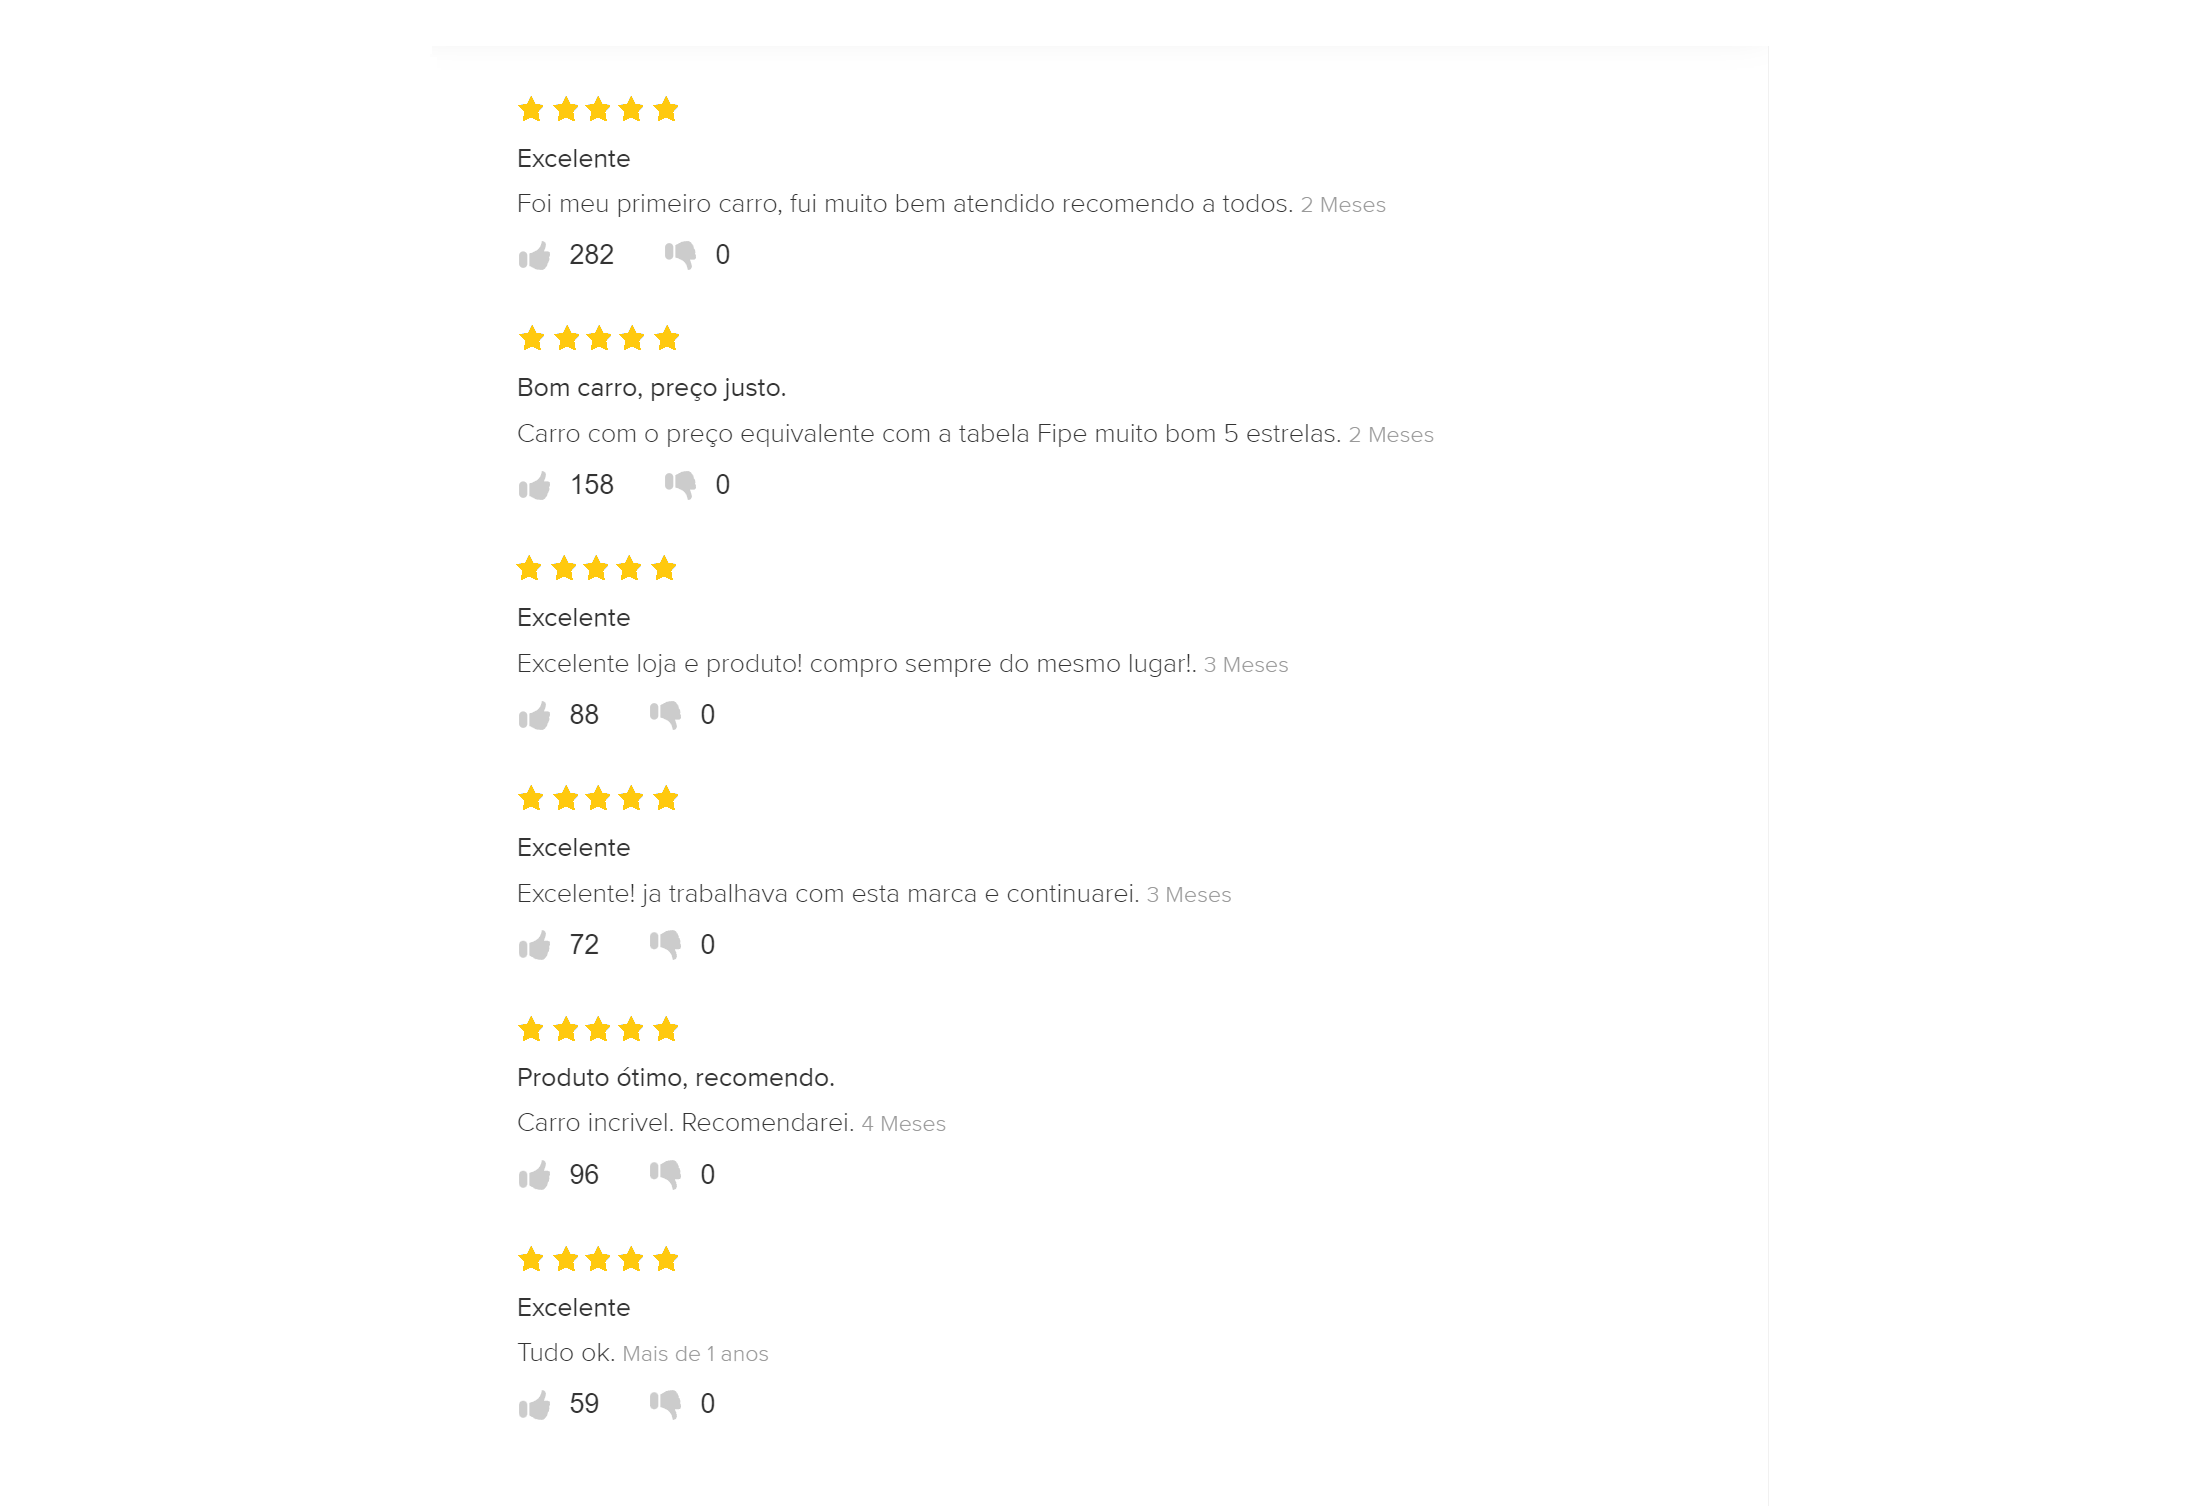 Excelente
Foi meu primeiro carro, fui muito bem atendido recomendo a todos. 2 Meses
282 0
Bom carro, preço justo.
Carro com o preço equivalente com a tabela Fipe muito bom 5 estrelas. 2 Meses
158 0
Excelente
Excelente loja e produto! compro sempre do mesmo lugar!. 3 Meses
88 0
Excelente
Excelente! ja trabalhava com esta marca e continuarei. 3 Meses
72 0
Produto ótimo, recomendo.
Carro incrivel. Recomendarei. 4 Meses
96 0
Excelente
Tudo ok. Mais de 1 anos
59 0